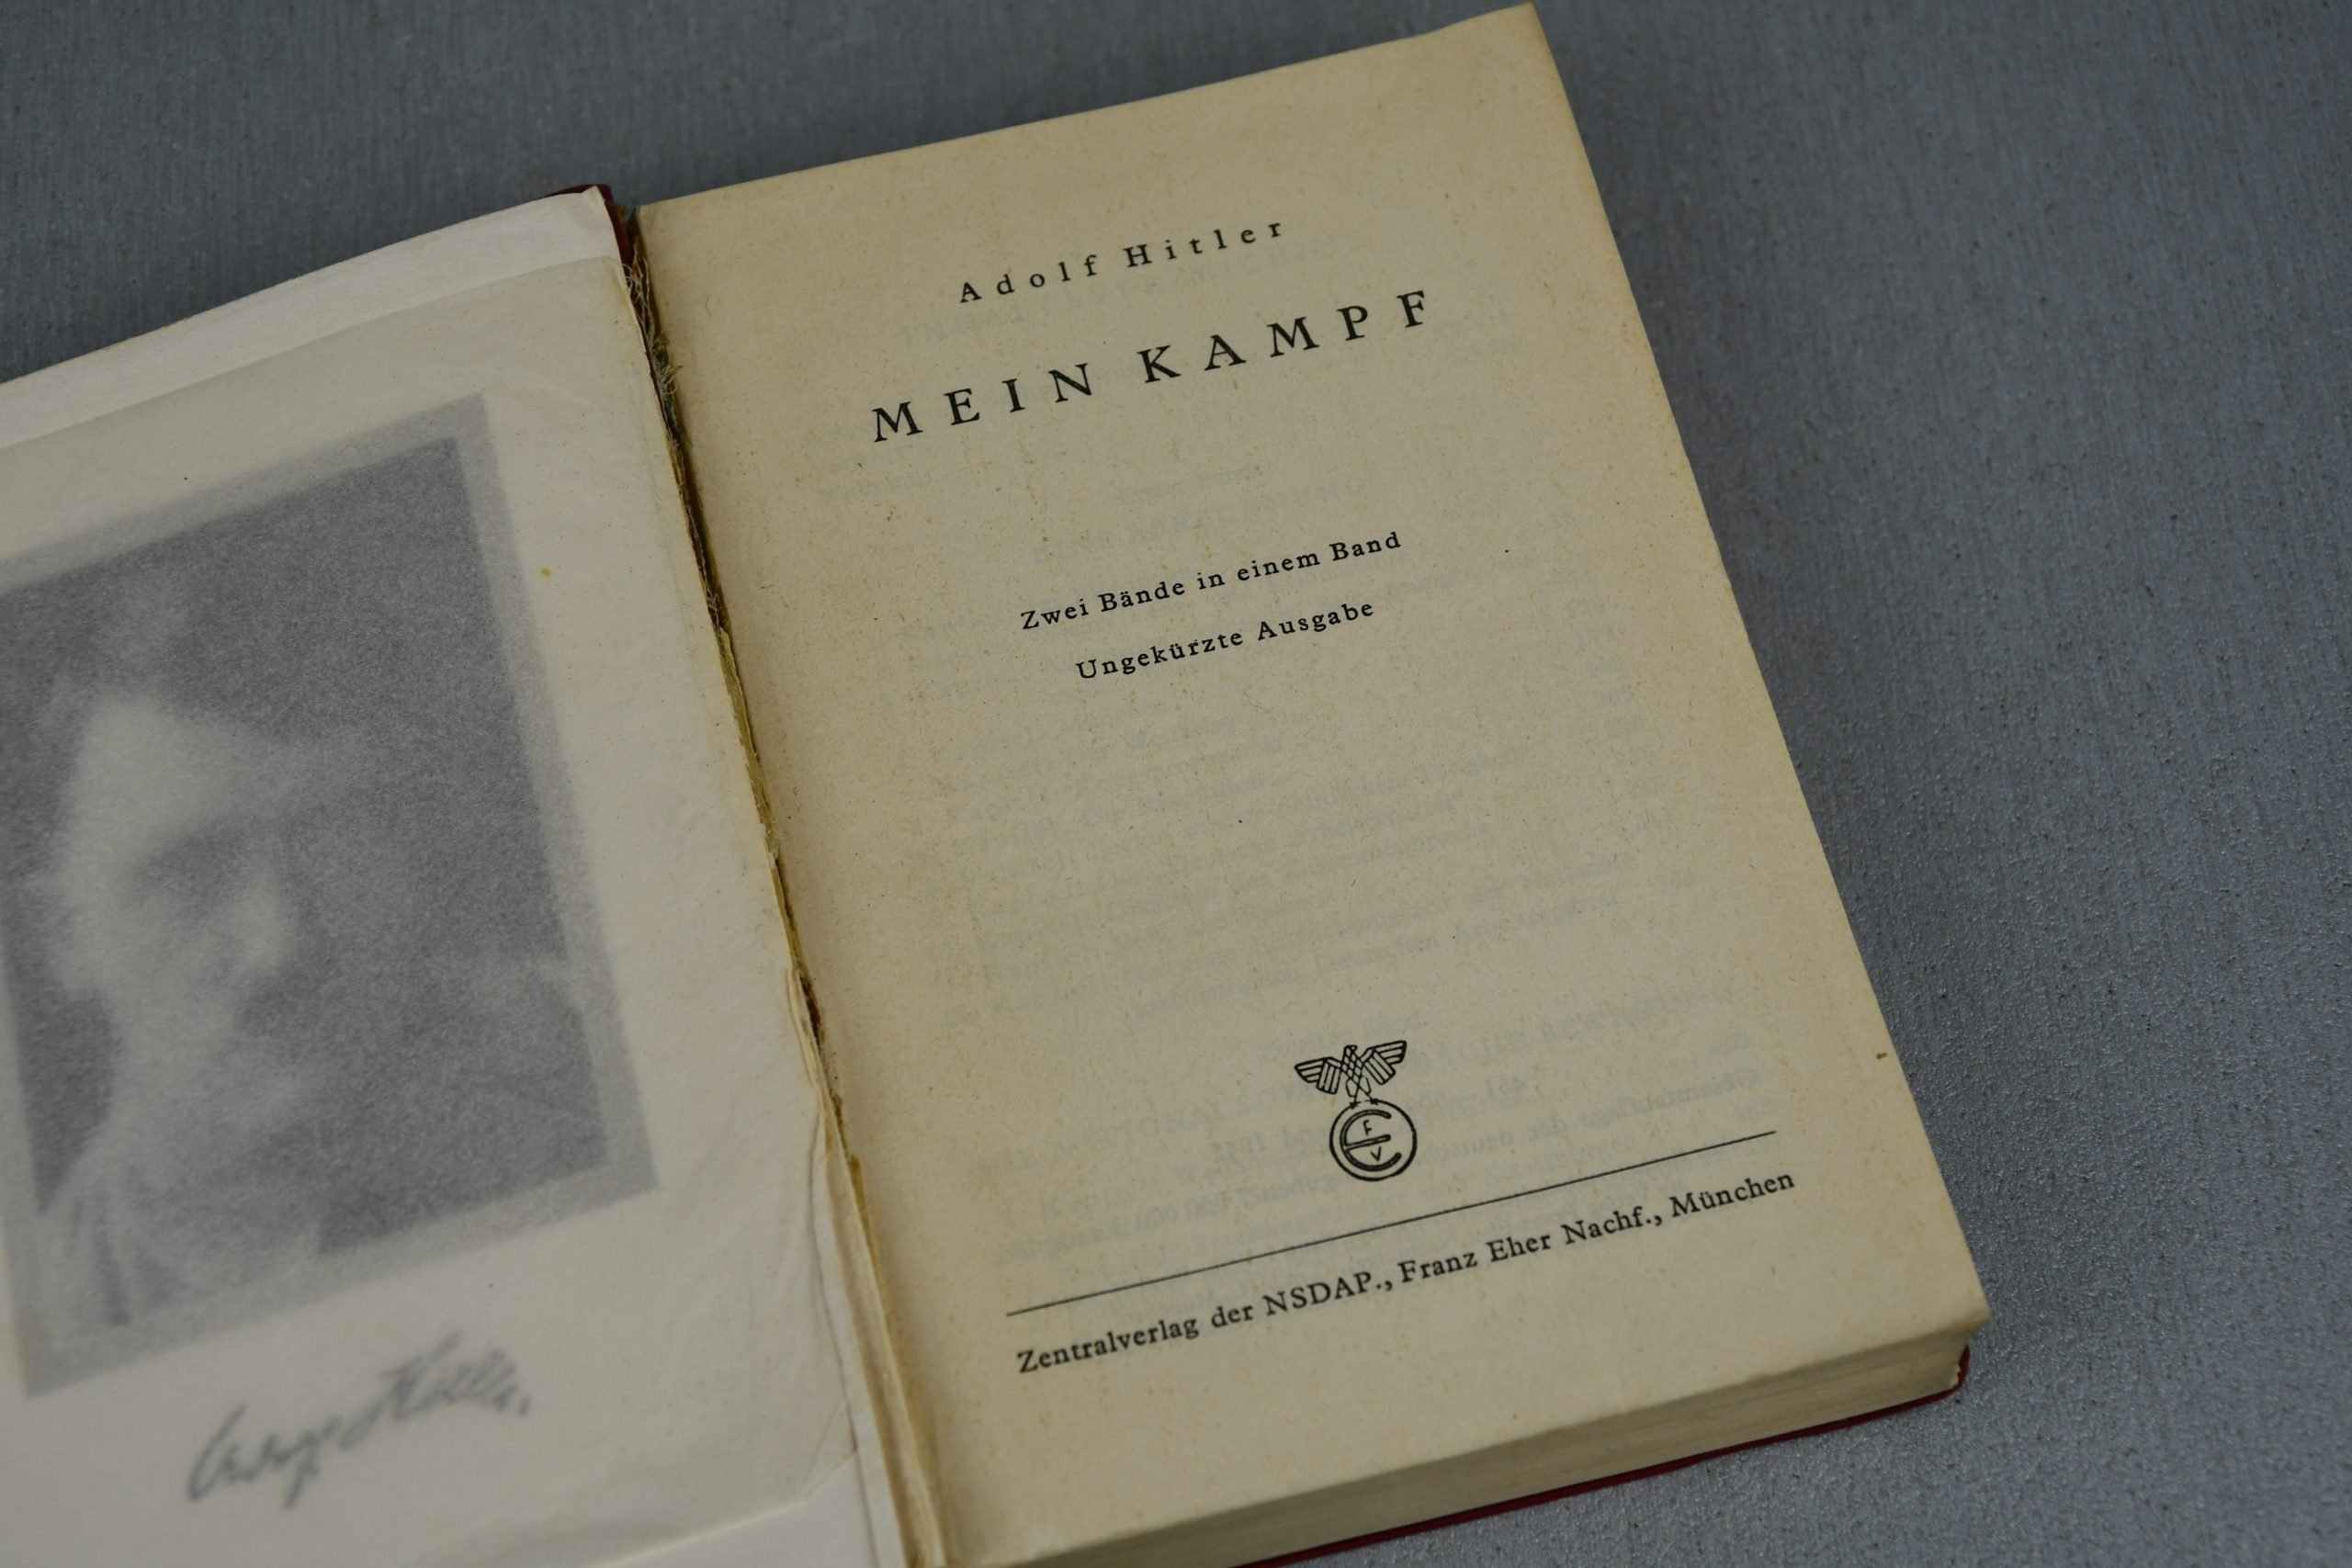 Adolf Hitler
MEIN KAMPF
Zwei Bände in einem Band
Ungekürzte Ausgabe
F
E
V
Zentralverlag der NSDAP., Franz Eher Nachf., München